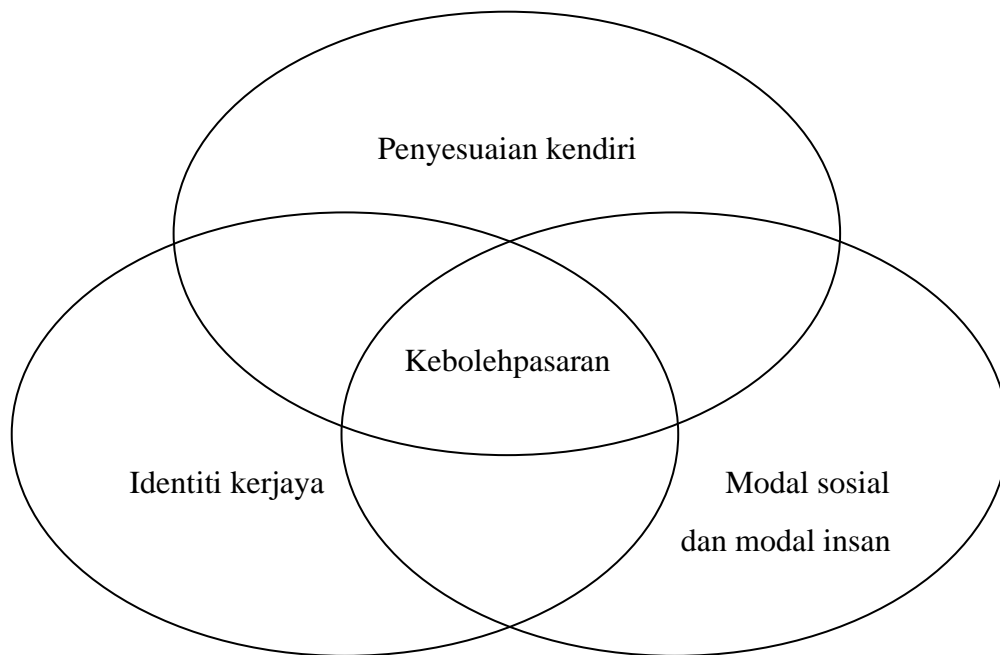 Penyesuaian kendiri
Kebolehpasaran
Identiti kerjaya
Modal sosial
dan modal insan